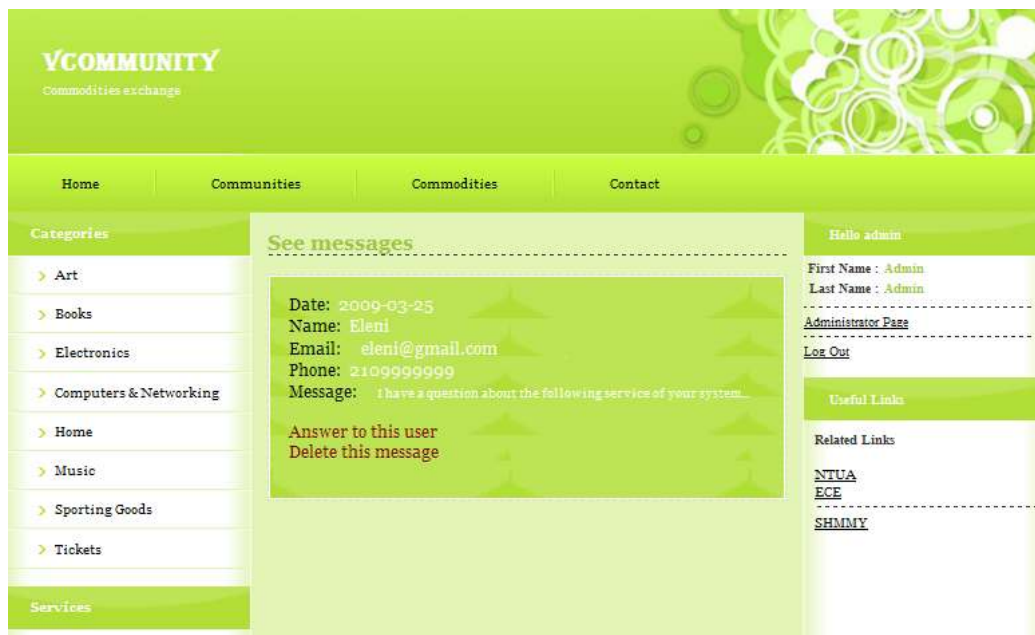 VCOMMUNITY
Commodities exchange
Home Communities Commodities Contact
Categories
Art
Books
Electronics
Computers & Networking
Home
Music
Sporting Goods
Tickets
Services
See messages
Date: 2009-03-25
Name: Eleni
Email: eleni@gmail.com
Phone: 2109999999
Message: I have a question about the following service of your system...
Answer to this user
Delete this message
Hello admin
First Name : Admin
Last Name : Admin
Administrator Page
Log Out
Useful Links
Related Links
NTUA
ECE
SHMMY